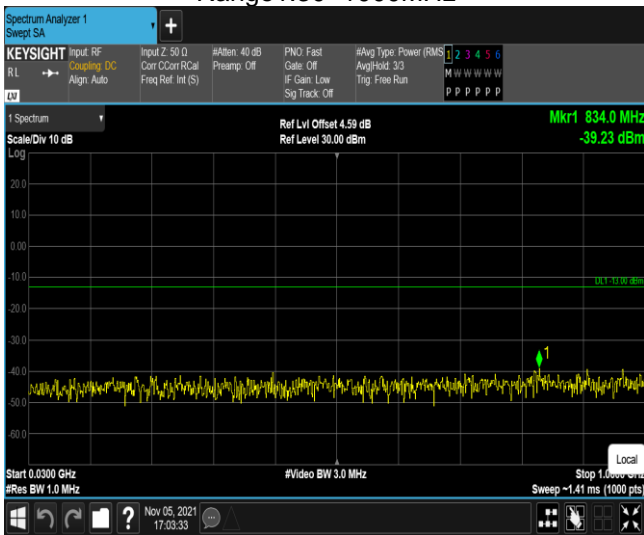 Spectrum Analyzer 1
Swept SA
+
KEYSIGHT
RL
LXI
Input: RF
Coupling: DC
Align: Auto
Input Z: 50 Ω
Corr CCorr RCal
Freq Ref: Int (S)
#Atten: 40 dB
Preamp: Off
PNO: Fast
Gate: Off
IF Gain: Low
Sig Track: Off
#Avg Type: Power (RMS
Avg|Hold: 3/3
Trig: Free Run
1 2 3 4 5 6
M W W W W W
P P P P P P
1 Spectrum
Scale/Div 10 dB
Log
Ref Lvl Offset 4.59 dB
Ref Level 30.00 dBm
Mkr1 834.0 MHz
-39.23 dBm
20.0
10.0
0.00
-10.0
DL1 -13.00 dBm
-20.0
-30.0
-40.0
1
-50.0
-60.0
Local
Start 0.0300 GHz
#Video BW 3.0 MHz
#Res BW 1.0 MHz
Sweep ~1.41 ms (1000 pts)
?
Nov 05, 2021
17:03:33